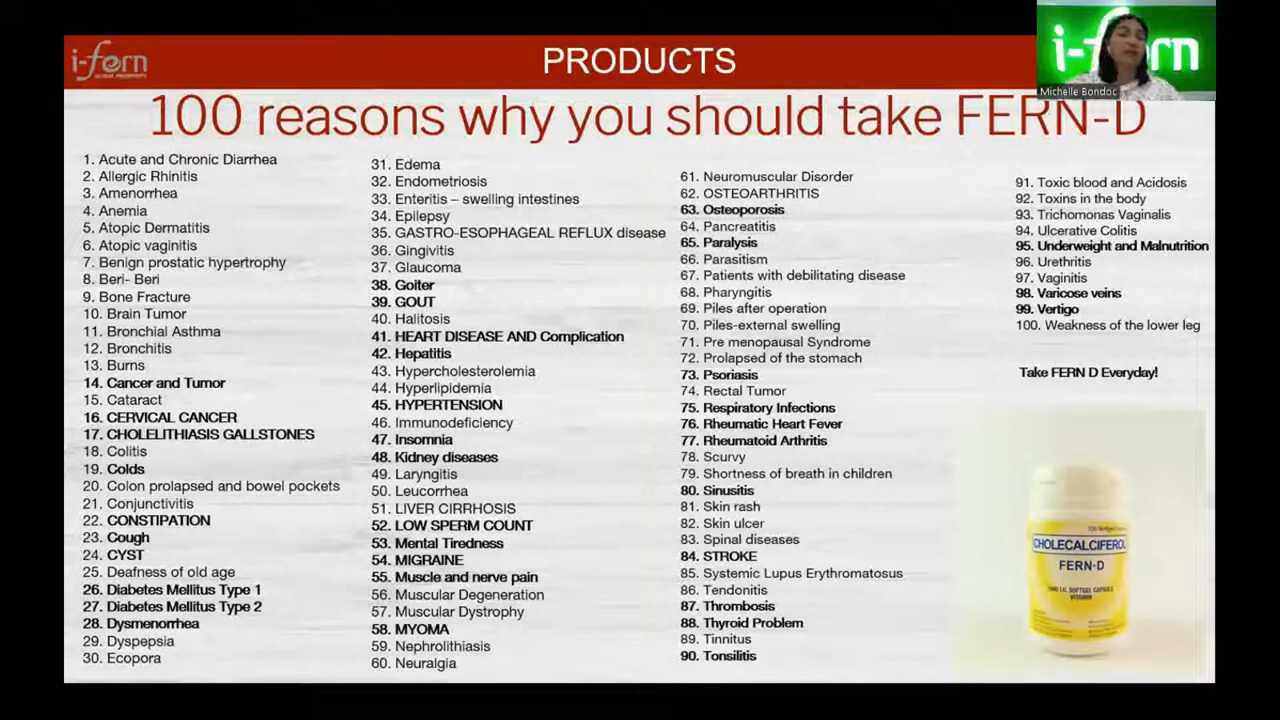 i-fern
GLOBAL PROSPERITY
PRODUCTS
i-fern
Michelle Bondoc
100 reasons why you should take FERN-D
1. Acute and Chronic Diarrhea
2. Allergic Rhinitis
3. Amenorrhea
4. Anemia
5. Atopic Dermatitis
6. Atopic vaginitis
7. Benign prostatic hypertrophy
8. Beri- Beri
9. Bone Fracture
10. Brain Tumor
11. Bronchial Asthma
12. Bronchitis
13. Burns
14. Cancer and Tumor
15. Cataract
16. CERVICAL CANCER
17. CHOLELITHIASIS GALLSTONES
18. Colitis
19. Colds
20. Colon prolapsed and bowel pockets
21. Conjunctivitis
22. CONSTIPATION
23. Cough
24. CYST
25. Deafness of old age
26. Diabetes Mellitus Type 1
27. Diabetes Mellitus Type 2
28. Dysmenorrhea
29. Dyspepsia
30. Ecopora
31. Edema
32. Endometriosis
33. Enteritis – swelling intestines
34. Epilepsy
35. GASTRO-ESOPHAGEAL REFLUX disease
36. Gingivitis
37. Glaucoma
38. Goiter
39. GOUT
40. Halitosis
41. HEART DISEASE AND Complication
42. Hepatitis
43. Hypercholesterolemia
44. Hyperlipidemia
45. HYPERTENSION
46. Immunodeficiency
47. Insomnia
48. Kidney diseases
49. Laryngitis
50. Leucorrhea
51. LIVER CIRRHOSIS
52. LOW SPERM COUNT
53. Mental Tiredness
54. MIGRAINE
55. Muscle and nerve pain
56. Muscular Degeneration
57. Muscular Dystrophy
58. MYOMA
59. Nephrolithiasis
60. Neuralgia
61. Neuromuscular Disorder
62. OSTEOARTHRITIS
63. Osteoporosis
64. Pancreatitis
65. Paralysis
66. Parasitism
67. Patients with debilitating disease
68. Pharyngitis
69. Piles after operation
70. Piles-external swelling
71. Pre menopausal Syndrome
72. Prolapsed of the stomach
73. Psoriasis
74. Rectal Tumor
75. Respiratory Infections
76. Rheumatic Heart Fever
77. Rheumatoid Arthritis
78. Scurvy
79. Shortness of breath in children
80. Sinusitis
81. Skin rash
82. Skin ulcer
83. Spinal diseases
84. STROKE
85. Systemic Lupus Erythromatosus
86. Tendonitis
87. Thrombosis
88. Thyroid Problem
89. Tinnitus
90. Tonsilitis
91. Toxic blood and Acidosis
92. Toxins in the body
93. Trichomonas Vaginalis
94. Ulcerative Colitis
95. Underweight and Malnutrition
96. Urethritis
97. Vaginitis
98. Varicose veins
99. Vertigo
100. Weakness of the lower leg
Take FERN D Everyday!
CHOLECALCIFEROL
FERN-D
SOFTGEL CAPSULE
VITAMIN